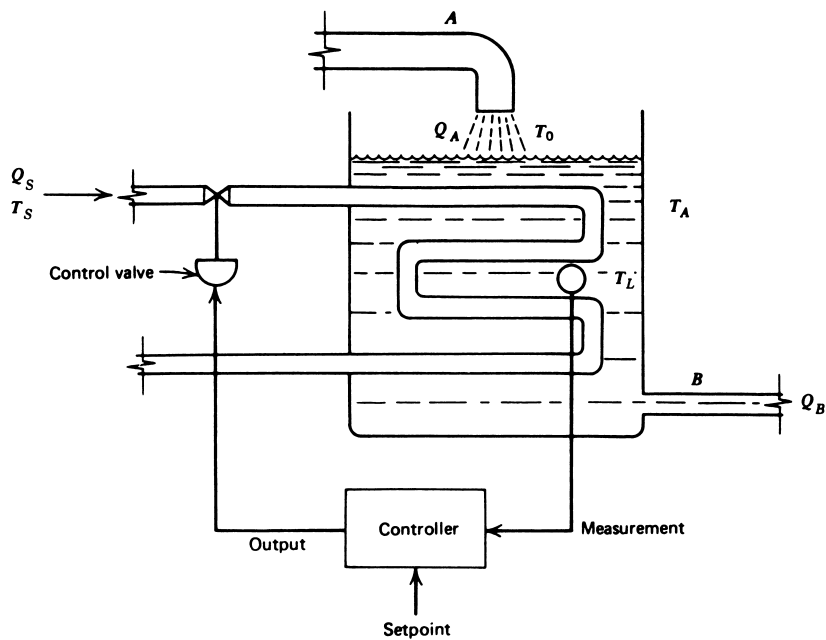 A
Q_A
T_0
Q_S
T_S
T_A
Control valve
T_L
B
Q_B
Controller
Output
Measurement
Setpoint